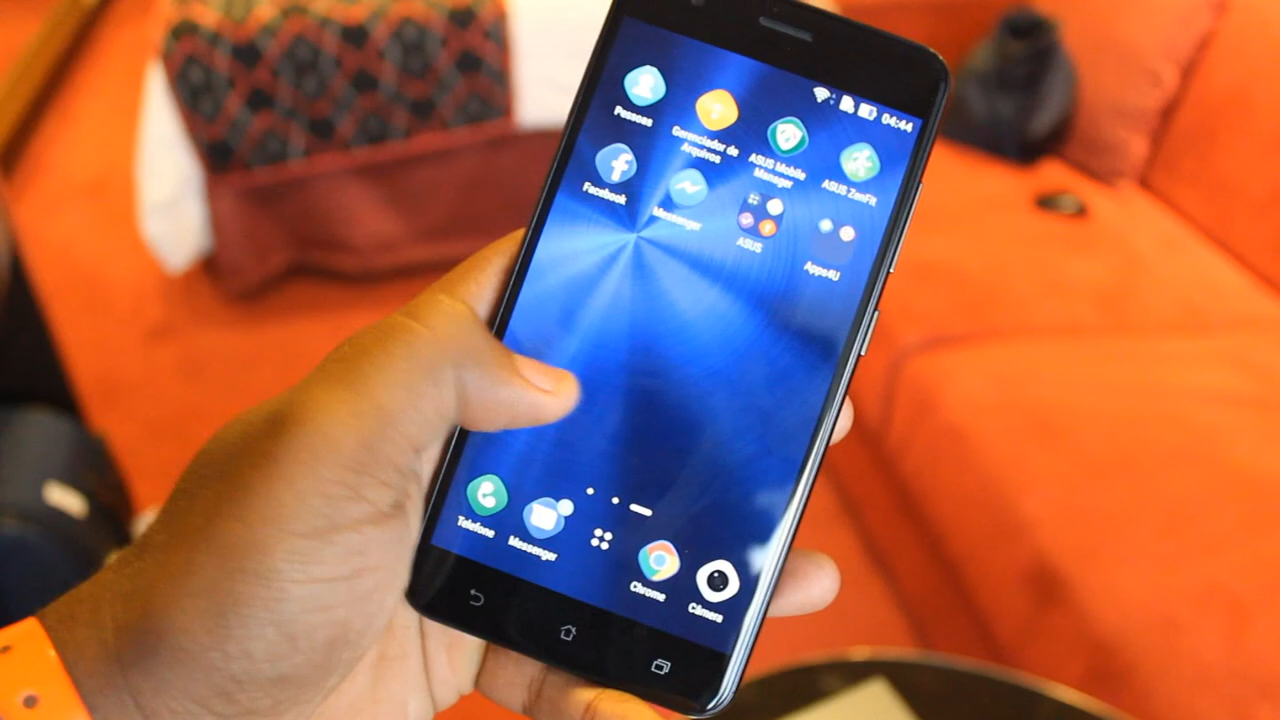 04:44
Pessoas
Gerenciador de
Arquivos
ASUS Mobile
Manager
ASUS ZenFit
Facebook
Messenger
ASUS
Apps4U
Telefone
Messenger
Chrome
Câmera